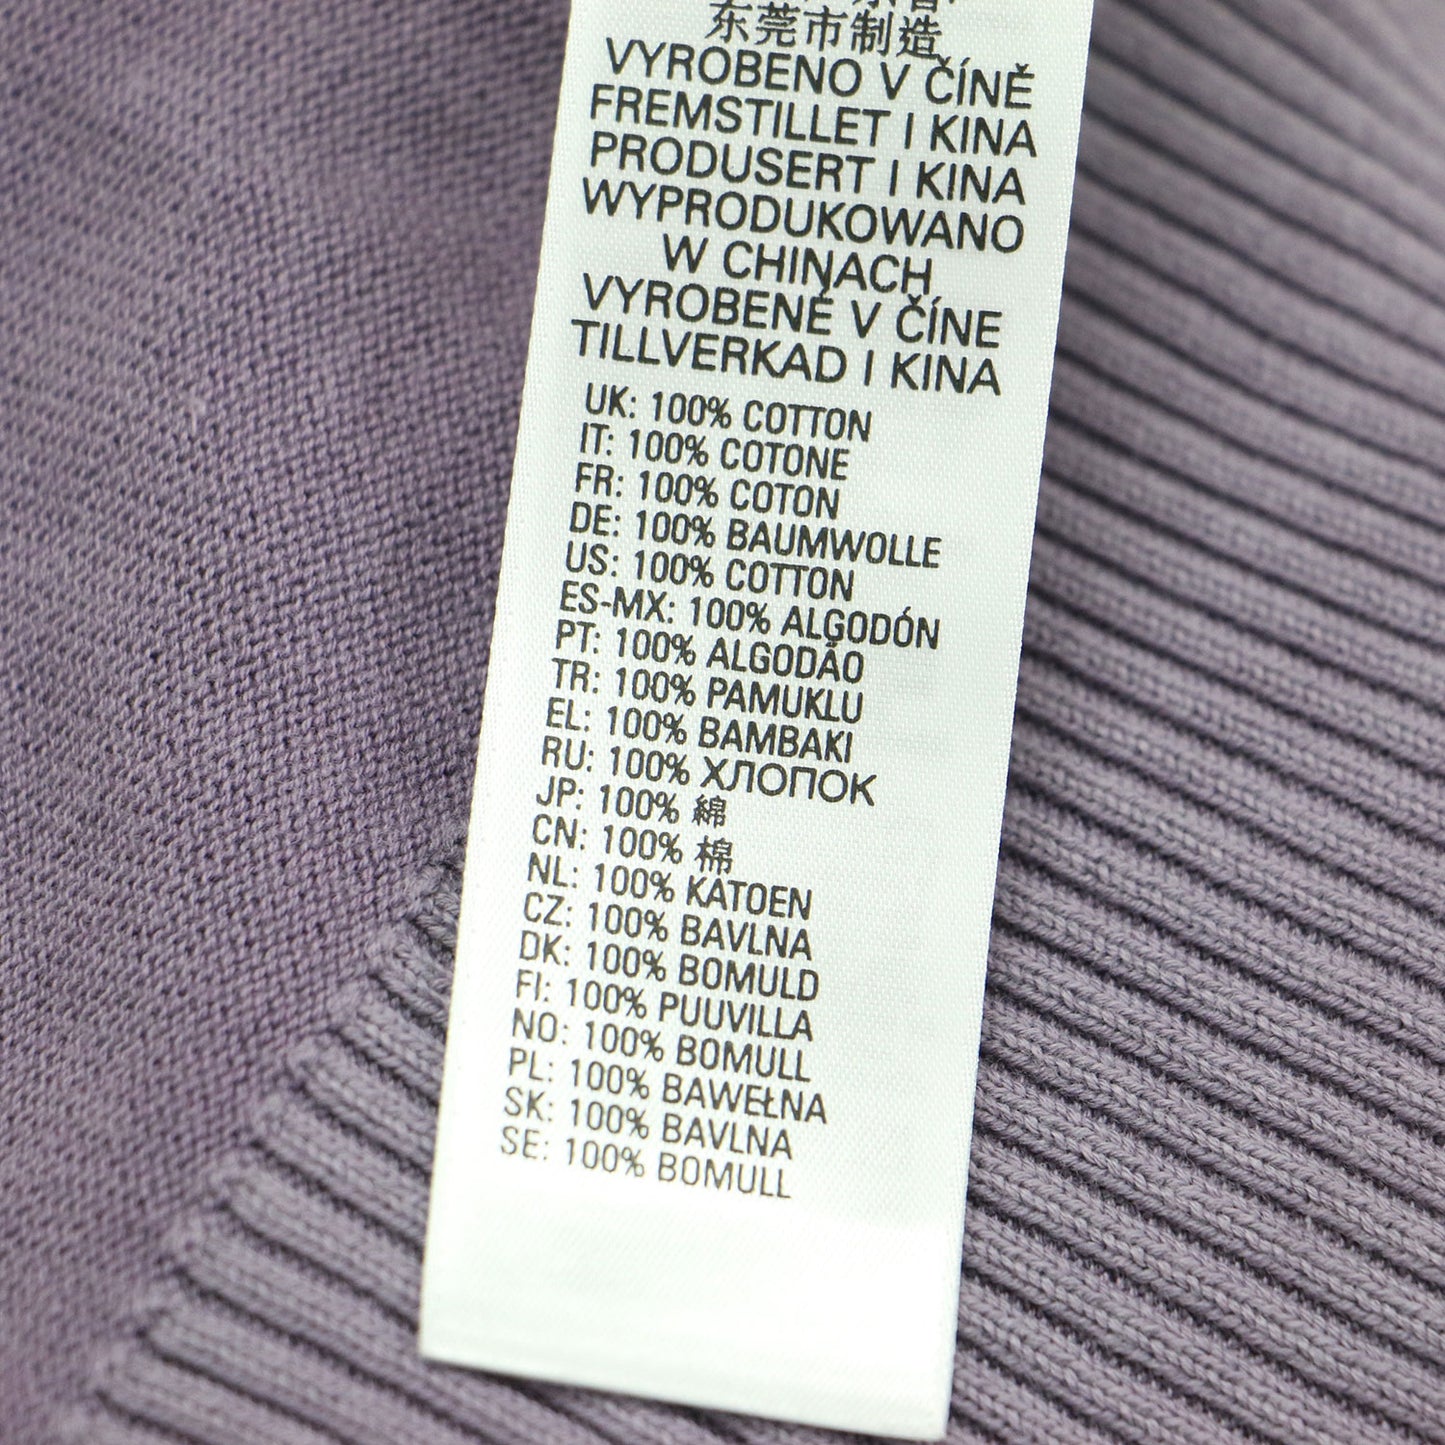 东莞市制造
VYROBENO V ČÍNĚ
FREMSTILLET I KINA
PRODUSERT I KINA
WYPRODUKOWANO
W CHINACH
VYROBENÉ V ČÍNE
TILLVERKAD I KINA
UK: 100% COTTON
IT: 100% COTONE
FR: 100% COTON
DE: 100% BAUMWOLLE
US: 100% COTTON
ES-MX: 100% ALGODÓN
PT: 100% ALGODÃO
TR: 100% PAMUKLU
EL: 100% BAMBAKI
RU: 100% ХЛОПОК
JP: 100% 綿
CN: 100% 棉
NL: 100% KATOEN
CZ: 100% BAVLNA
DK: 100% BOMULD
FI: 100% PUUVILLA
NO: 100% BOMULL
PL: 100% BAWEŁNA
SK: 100% BAVLNA
SE: 100% BOMULL